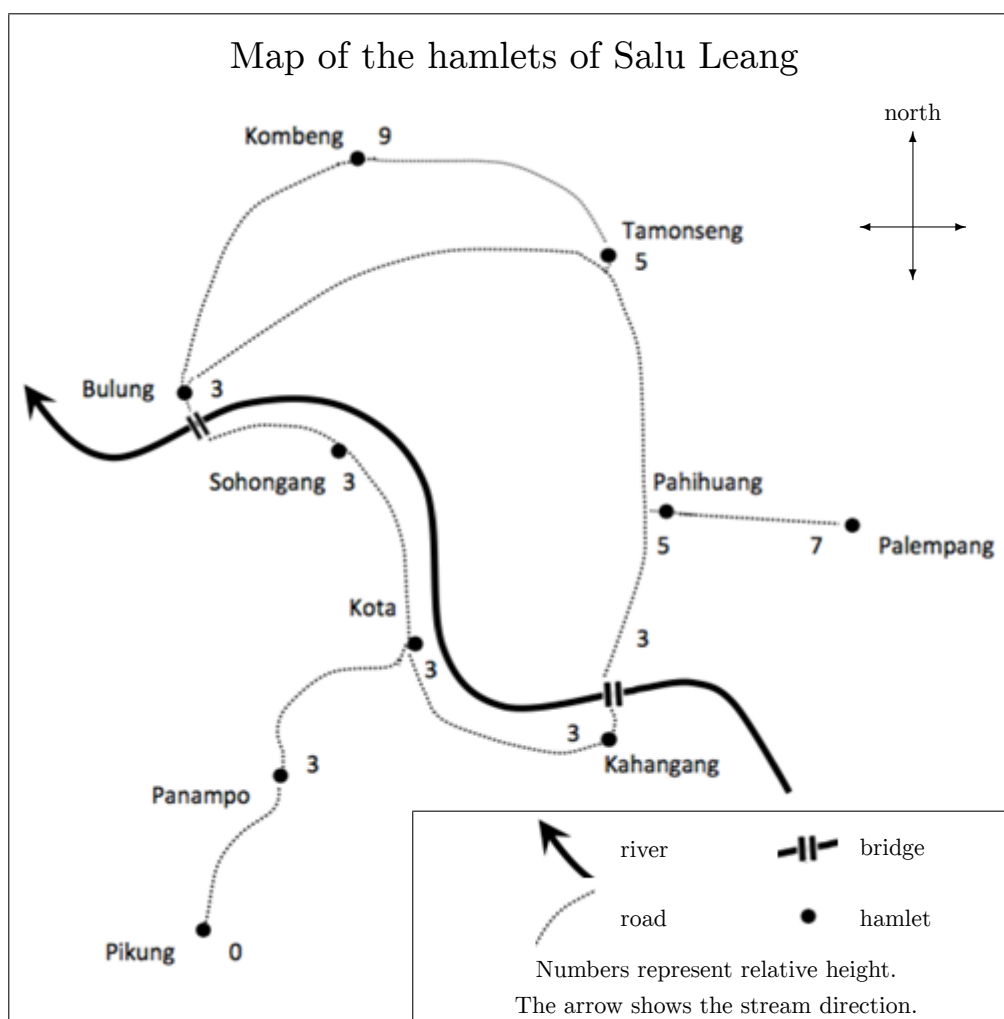 Map of the hamlets of Salu Leang
north
Kombeng 9
Tamonseng
5
Bulung 3
Sohongang 3
Pahihuang
5
7 Palempang
Kota
3
3
3
Kahangang
3
Panampo
Pikung 0
river
bridge
road
hamlet
Numbers represent relative height.
The arrow shows the stream direction.